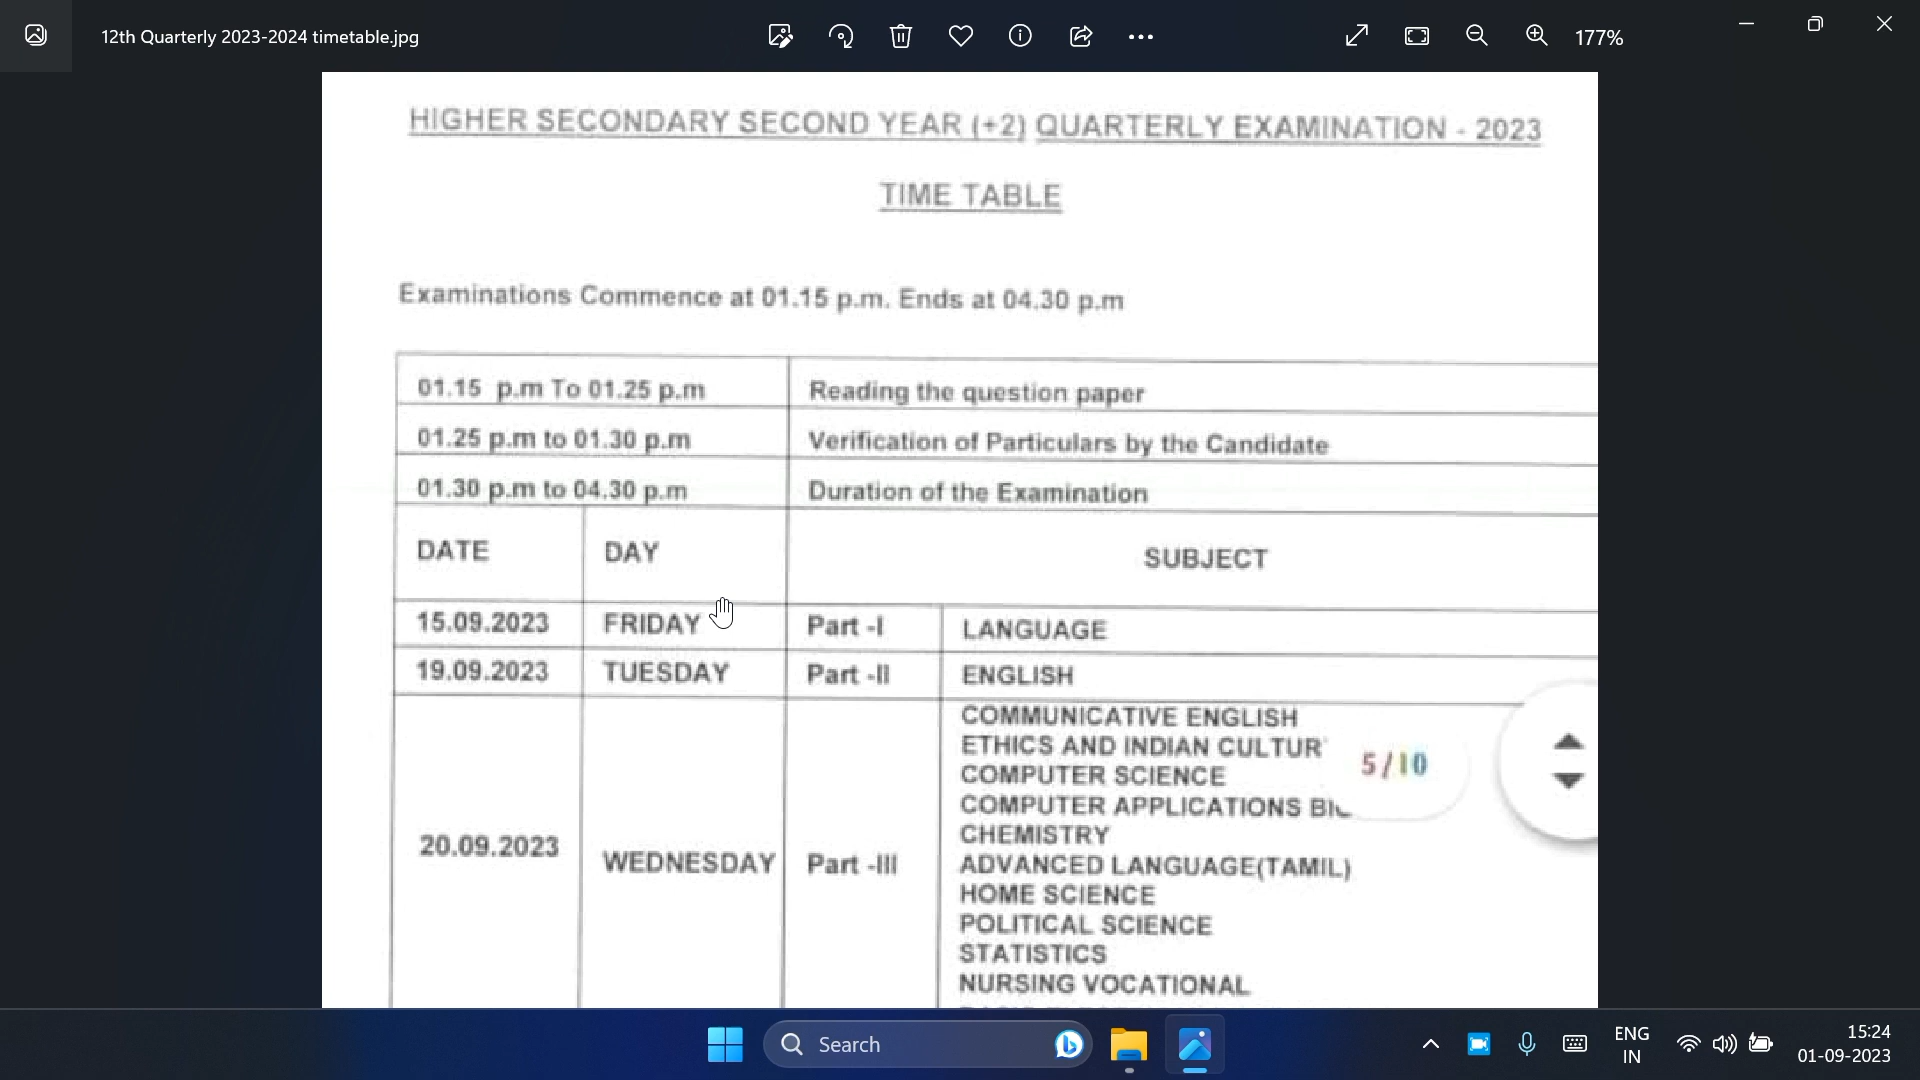 12th Quarterly 2023-2024 timetable.jpg
177%
HIGHER SECONDARY SECOND YEAR (+2) QUARTERLY EXAMINATION - 2023
TIME TABLE
Examinations Commence at 01.15 p.m. Ends at 04.30 p.m
01.15 p.m To 01.25 p.m Reading the question paper
01.25 p.m to 01.30 p.m Verification of Particulars by the Candidate
01.30 p.m to 04.30 p.m Duration of the Examination
DATE DAY SUBJECT
15.09.2023 FRIDAY Part -I LANGUAGE
19.09.2023 TUESDAY Part -II ENGLISH
COMMUNICATIVE ENGLISH
ETHICS AND INDIAN CULTUR
5/10
COMPUTER SCIENCE
COMPUTER APPLICATIONS
CHEMISTRY
20.09.2023 WEDNESDAY Part -III ADVANCED LANGUAGE(TAMIL)
HOME SCIENCE
POLITICAL SCIENCE
STATISTICS
NURSING VOCATIONAL
Search
ENG
IN
15:24
01-09-2023